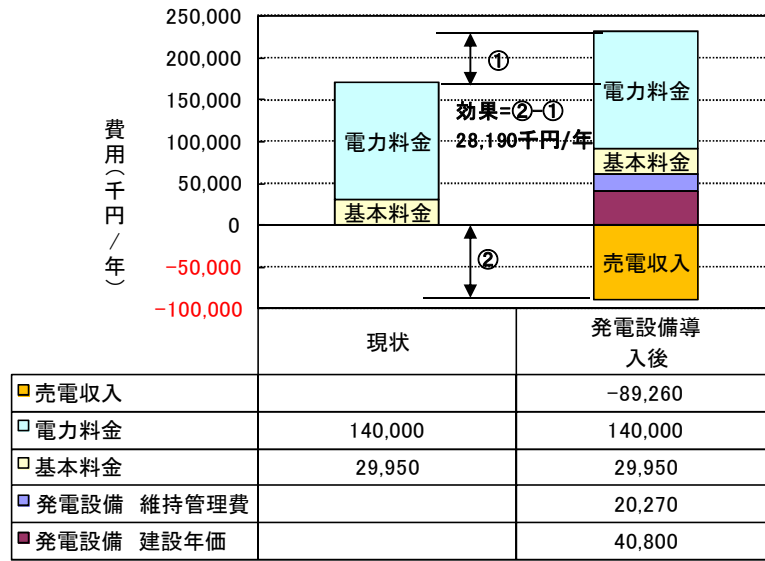 費用(千円/年)
250,000
200,000
150,000
100,000
50,000
0
-50,000
-100,000
電力料金
基本料金
①
効果=②-①
28,190千円/年
②
電力料金
基本料金
売電収入
現状
発電設備導
入後
売電収入 -89,260
電力料金 140,000 140,000
基本料金 29,950 29,950
発電設備 維持管理費 20,270
発電設備 建設年価 40,800